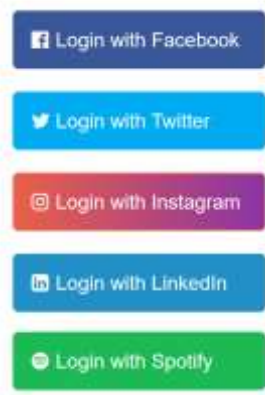 Login with Facebook
Login with Twitter
Login with Instagram
Login with LinkedIn
Login with Spotify